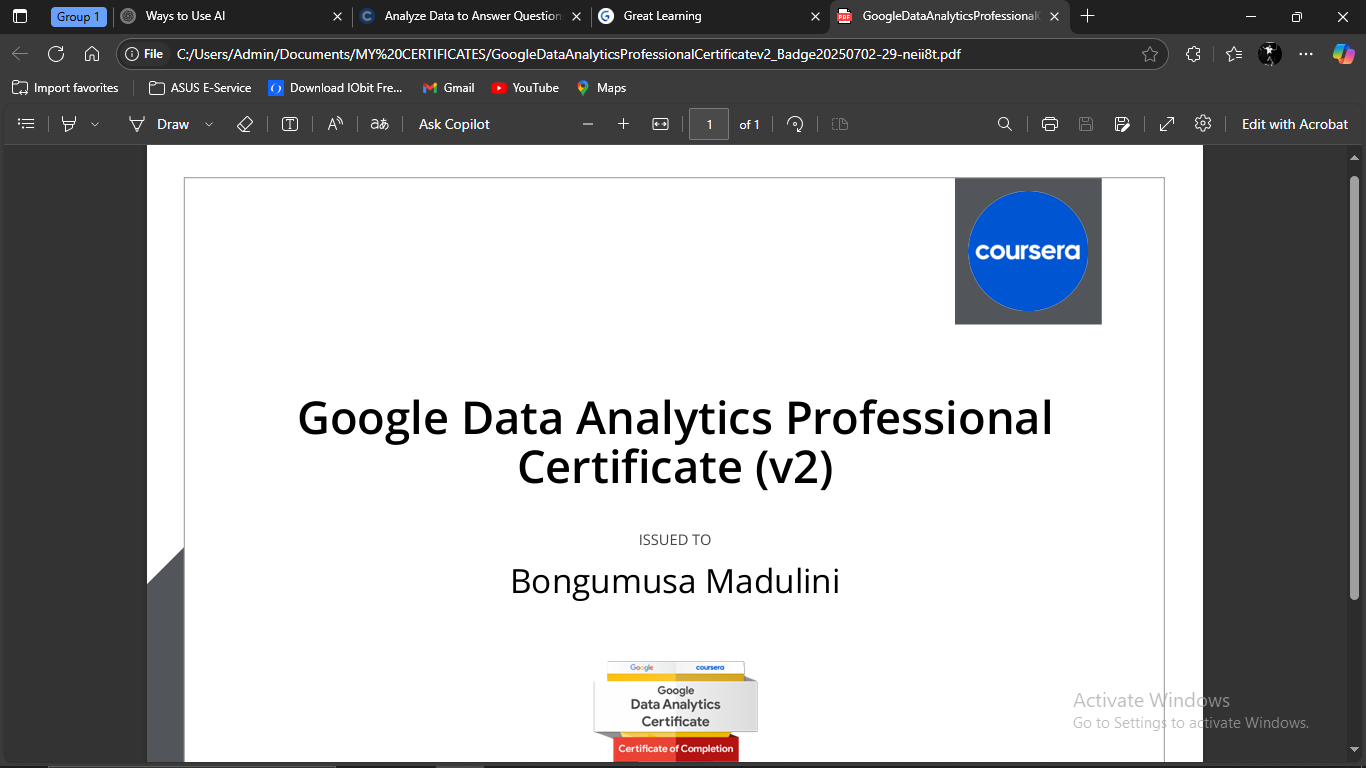 Group 1
Ways to Use AI
Analyze Data to Answer Question
Great Learning
GoogleDataAnalyticsProfessionalC
File
C:/Users/Admin/Documents/MY%20CERTIFICATES/GoogleDataAnalyticsProfessionalCertificatev2_Badge20250702-29-neii8t.pdf
Import favorites
ASUS E-Service
Download IObit Fre...
Gmail
YouTube
Maps
Draw
Ask Copilot
1
of 1
Edit with Acrobat
coursera
Google Data Analytics Professional
Certificate (v2)
ISSUED TO
Bongumusa Madulini
Google
coursera
Google
Data Analytics
Certificate
Certificate of Completion
Activate Windows
Go to Settings to activate Windows.